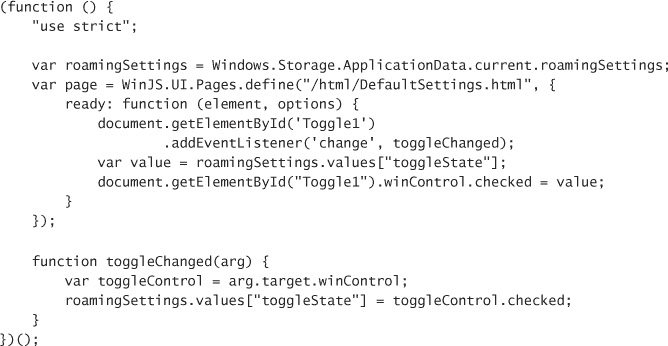 (function () {
    "use strict";

    var roamingSettings = Windows.Storage.ApplicationData.current.roamingSettings;
    var page = WinJS.UI.Pages.define("/html/DefaultSettings.html", {
        ready: function (element, options) {
            document.getElementById('Toggle1')
                    .addEventListener('change', toggleChanged);
            var value = roamingSettings.values["toggleState"];
            document.getElementById("Toggle1").winControl.checked = value;
        }
    });

    function toggleChanged(arg) {
        var toggleControl = arg.target.winControl;
        roamingSettings.values["toggleState"] = toggleControl.checked;
    }
})();